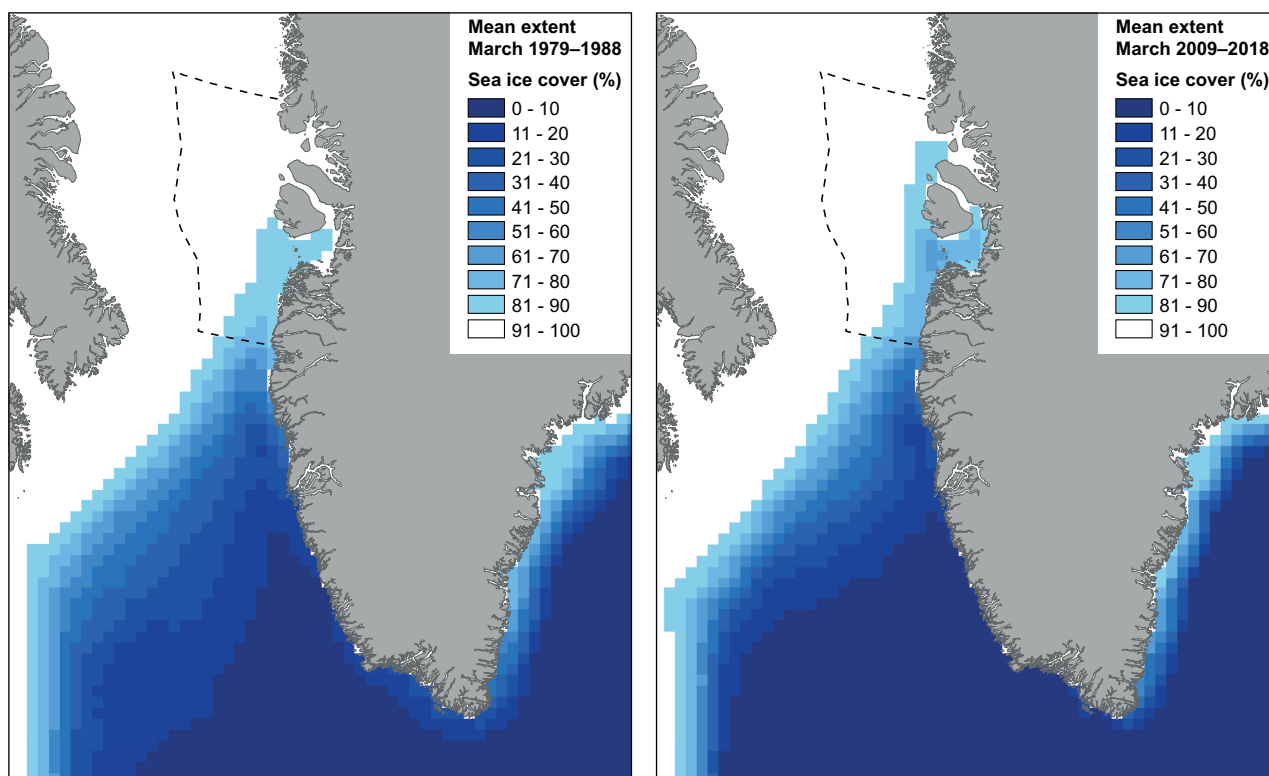 Mean extent
March 1979–1988
Sea ice cover (%)
0 - 10
11 - 20
21 - 30
31 - 40
41 - 50
51 - 60
61 - 70
71 - 80
81 - 90
91 - 100
Mean extent
March 2009–2018
Sea ice cover (%)
0 - 10
11 - 20
21 - 30
31 - 40
41 - 50
51 - 60
61 - 70
71 - 80
81 - 90
91 - 100